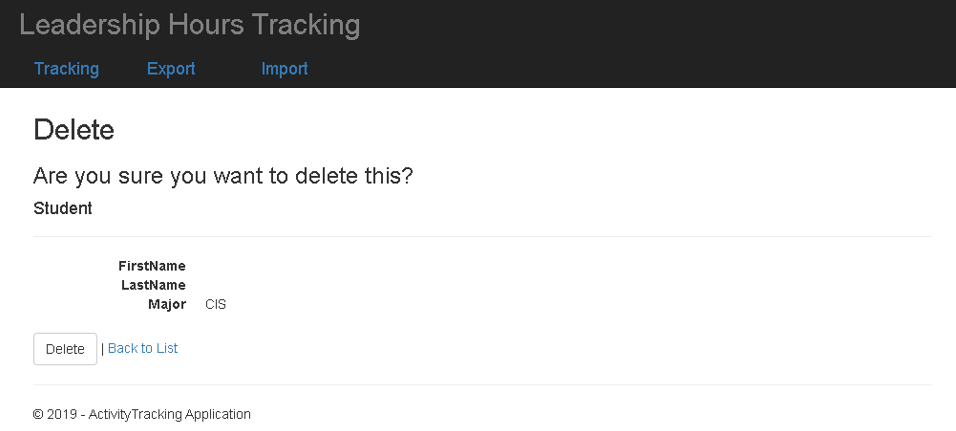 Leadership Hours Tracking
Tracking Export Import
Delete
Are you sure you want to delete this?
Student
FirstName
LastName
Major CIS
Delete | Back to List
© 2019 - ActivityTracking Application